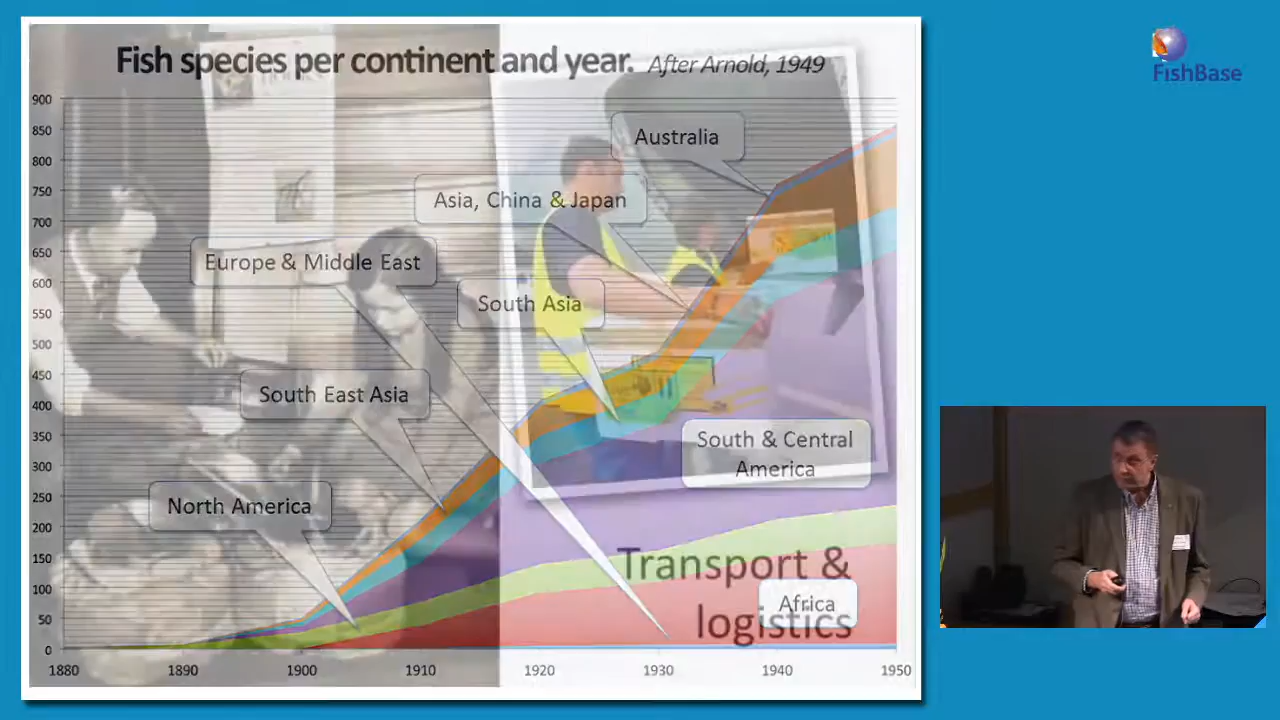 Fish species per continent and year. After Arnold, 1949
FishBase
900
850
800
750
700
650
600
550
500
450
400
350
300
250
200
150
100
50
0
Australia
Asia, China & Japan
Europe & Middle East
South Asia
South East Asia
South & Central
America
North America
Transport &
logistics
Africa
1880 1890 1900 1910 1920 1930 1940 1950